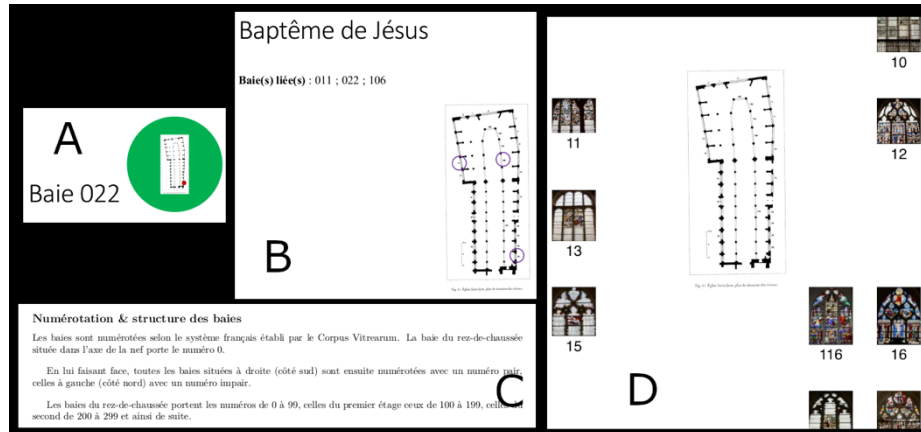 A
Baie 022
Baptême de Jésus
Baie(s) liée(s) : 011 ; 022 ; 106
B
Numérotation & structure des baies
Les baies sont numérotées selon le système français établi par le Corpus Vitrearum. La baie du rez-de-chaussée
située dans l'axe de la nef porte le numéro 0.
En lui faisant face, toutes les baies situées à droite (côté sud) sont ensuite numérotées avec un numéro pair,
celles à gauche (côté nord) avec un numéro impair.
Les baies du rez-de-chaussée portent les numéros de 0 à 99, celles du premier étage ceux de 100 à 199, celles du
second de 200 à 299 et ainsi de suite.
C
10
11
12
13
15
116
16
D